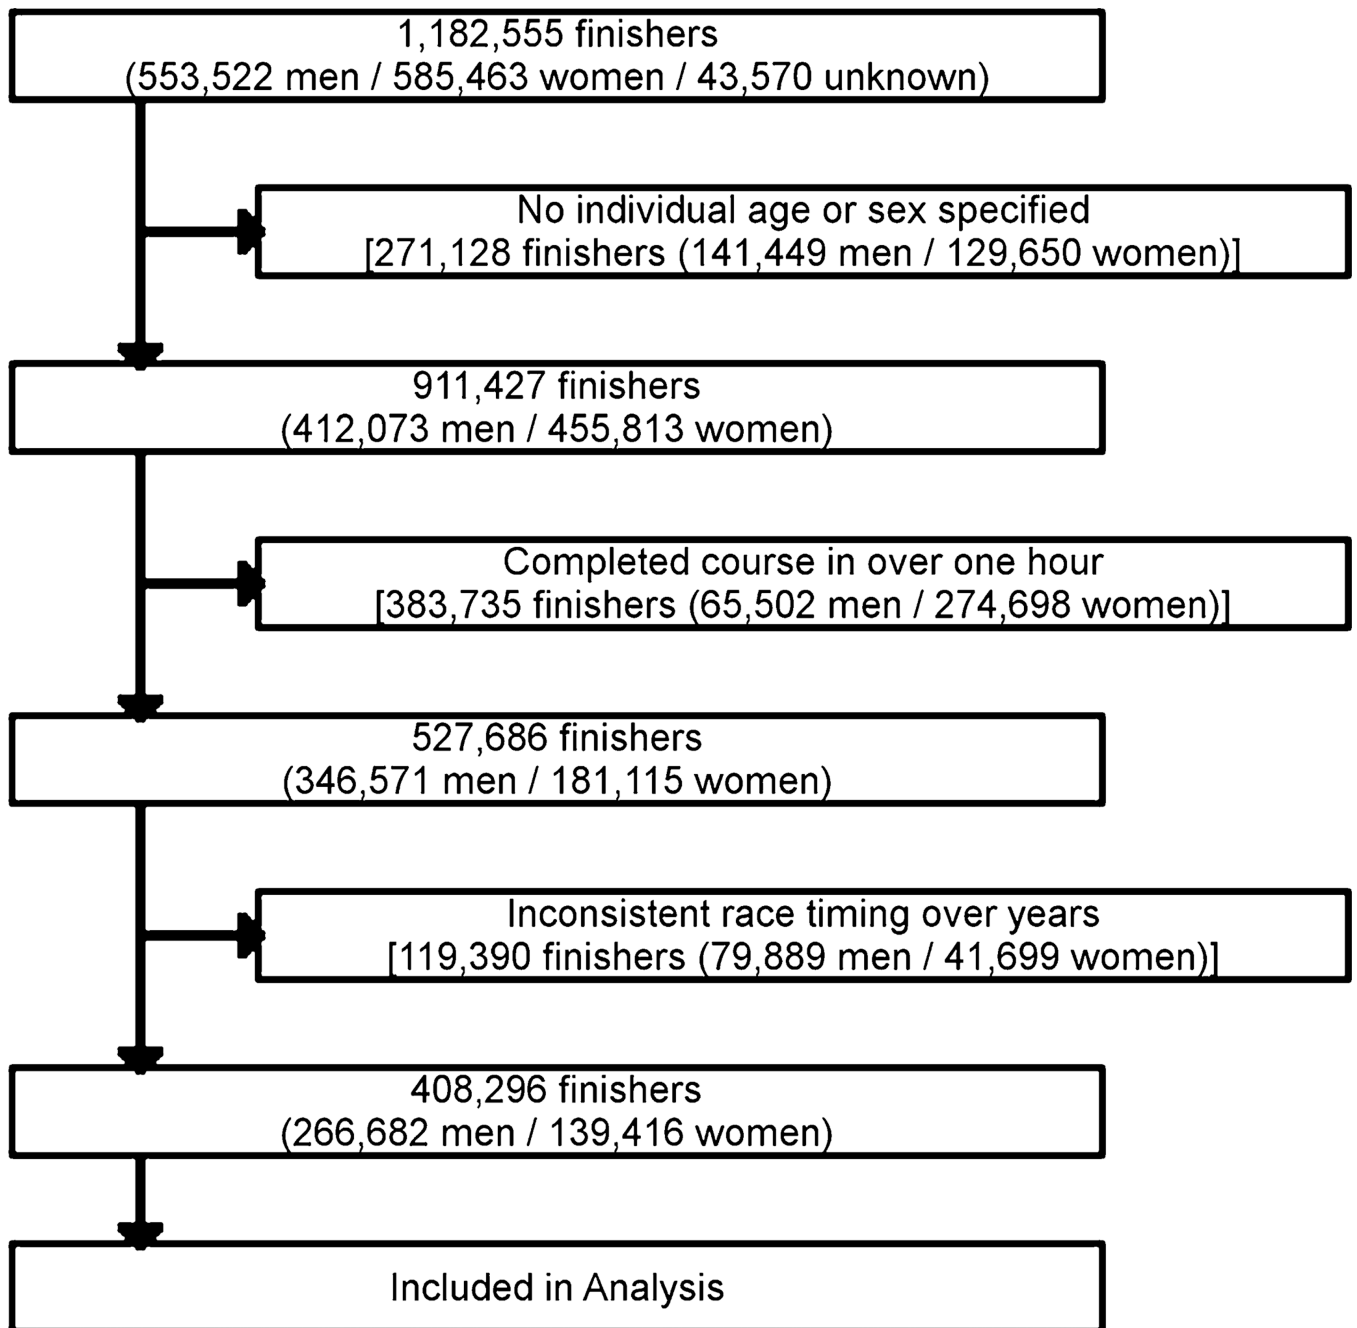 1,182,555 finishers
(553,522 men / 585,463 women / 43,570 unknown)
No individual age or sex specified
[271,128 finishers (141,449 men / 129,650 women)]
911,427 finishers
(412,073 men / 455,813 women)
Completed course in over one hour
[383,735 finishers (65,502 men / 274,698 women)]
527,686 finishers
(346,571 men / 181,115 women)
Inconsistent race timing over years
[119,390 finishers (79,889 men / 41,699 women)]
408,296 finishers
(266,682 men / 139,416 women)
Included in Analysis